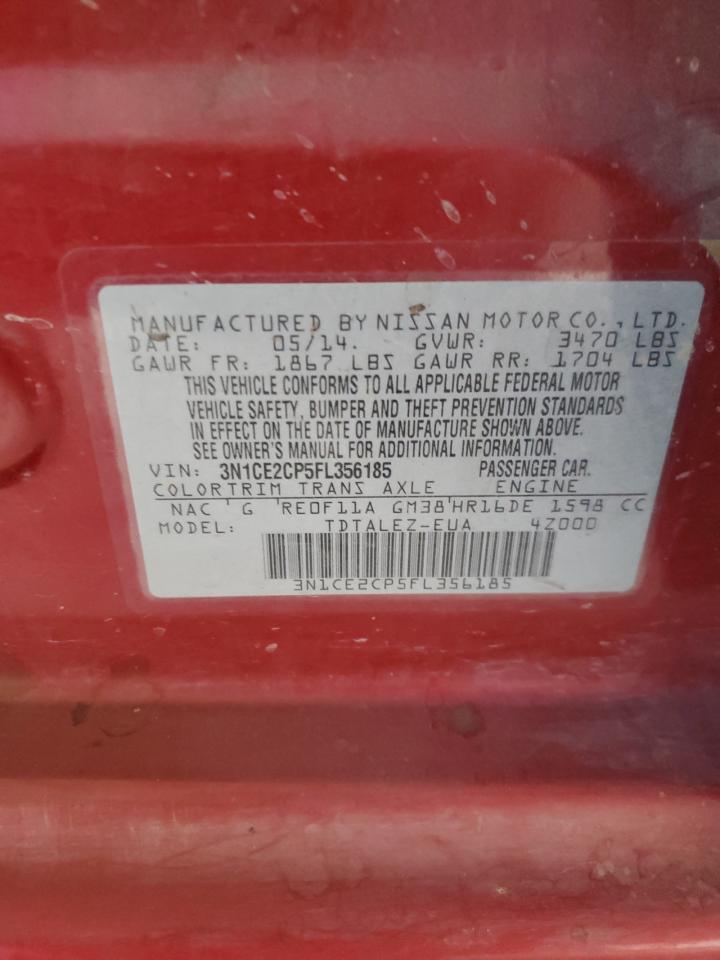 MANUFACTURED BY NISSAN MOTOR CO., LTD.
DATE: 05/14. GVWR: 3470 LBS
GAWR FR: 1867 LBS GAWR RR: 1704 LBS
THIS VEHICLE CONFORMS TO ALL APPLICABLE FEDERAL MOTOR
VEHICLE SAFETY, BUMPER AND THEFT PREVENTION STANDARDS
IN EFFECT ON THE DATE OF MANUFACTURE SHOWN ABOVE.
SEE OWNER'S MANUAL FOR ADDITIONAL INFORMATION.
VIN: 3N1CE2CP5FL356185 PASSENGER CAR.
COLORTRIM TRANS AXLE ENGINE
NAC 'G 'RE0F11A GM38'HR16DE 1598 CC
MODEL: TDTALEZ-EUA 4Z000
3N1CE2CP5FL356185